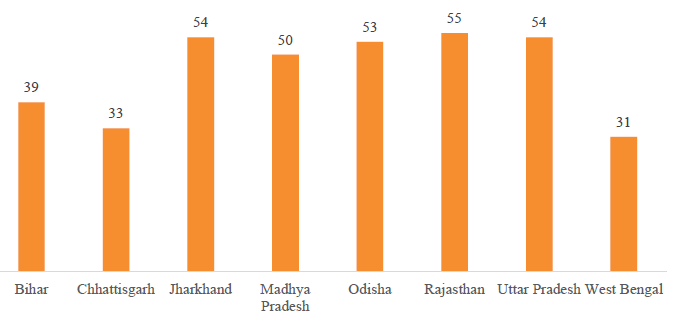 39
33
54
50
53
55
54
31
Bihar
Chhattisgarh
Jharkhand
Madhya
Pradesh
Odisha
Rajasthan
Uttar Pradesh
West Bengal